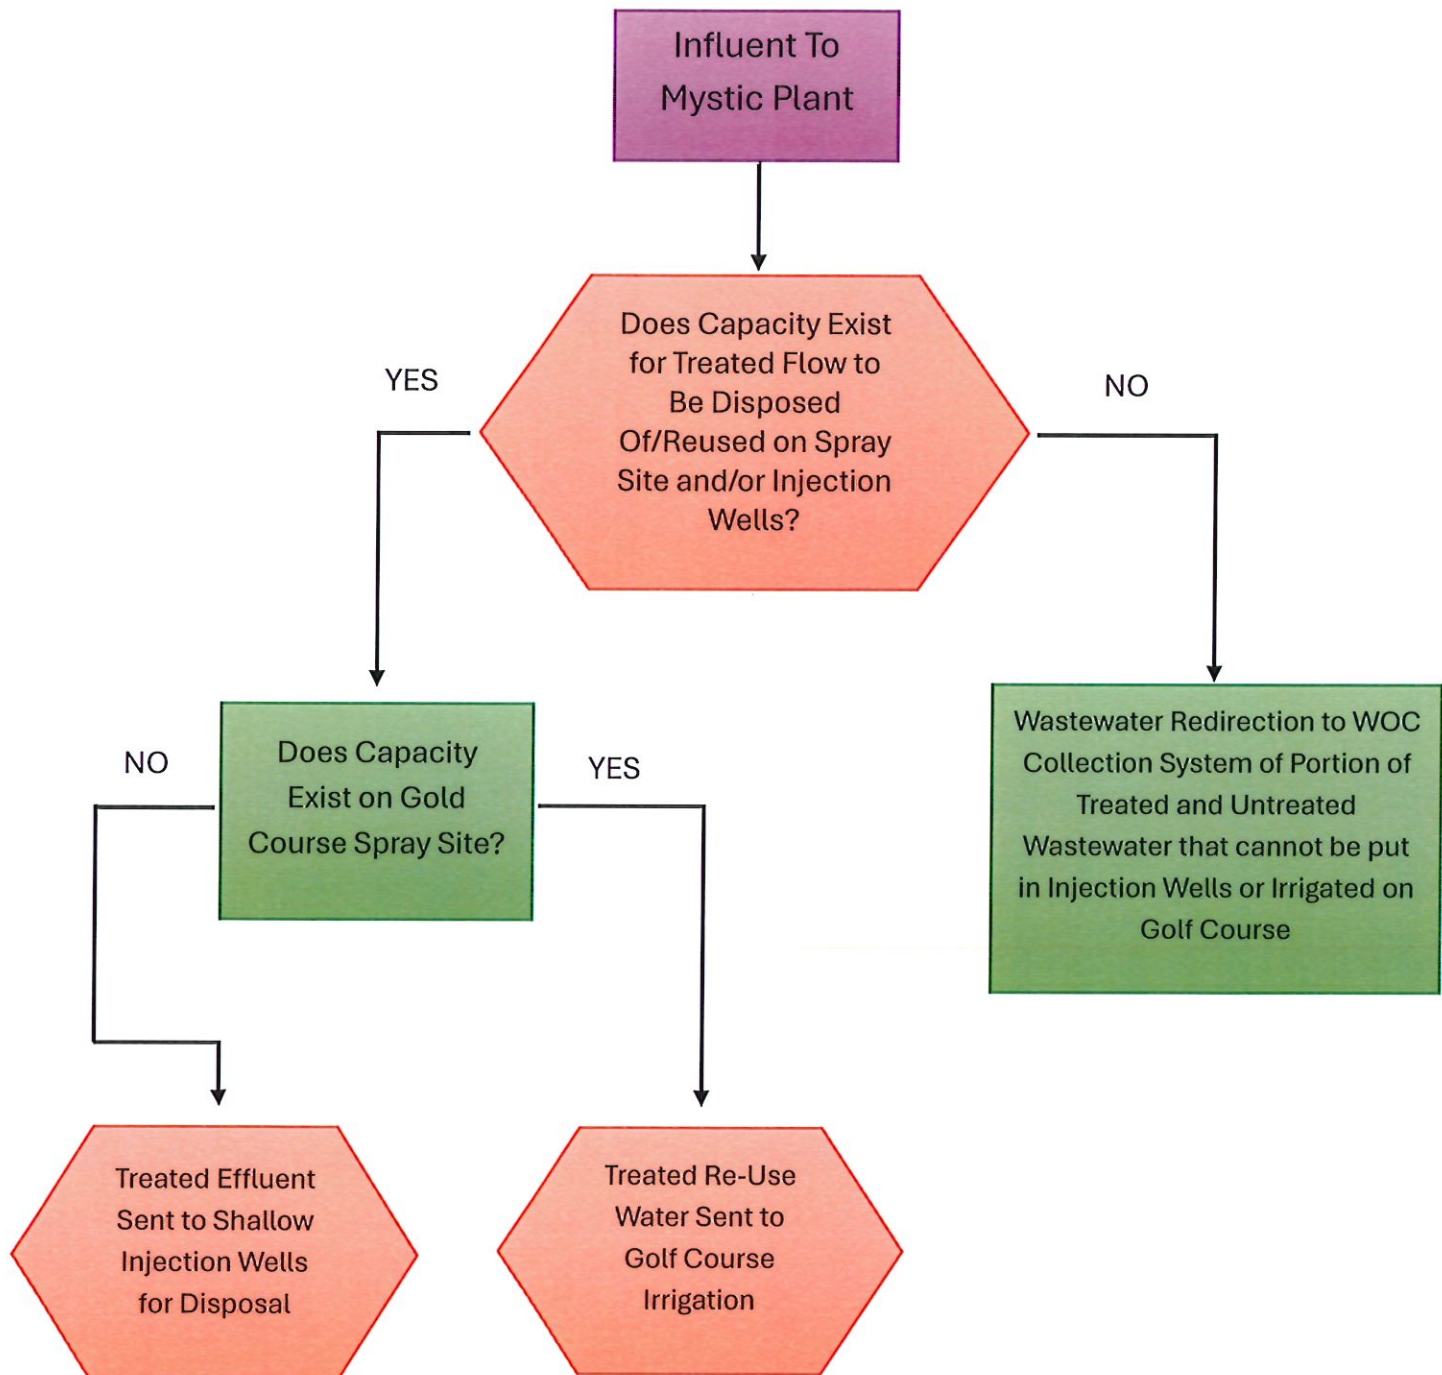 Influent To
Mystic Plant
Does Capacity Exist
for Treated Flow to
Be Disposed
Of/Reused on Spray
Site and/or Injection
Wells?
YES
NO
Does Capacity
Exist on Gold
Course Spray Site?
NO
YES
Wastewater Redirection to WOC
Collection System of Portion of
Treated and Untreated
Wastewater that cannot be put
in Injection Wells or Irrigated on
Golf Course
Treated Effluent
Sent to Shallow
Injection Wells
for Disposal
Treated Re-Use
Water Sent to
Golf Course
Irrigation